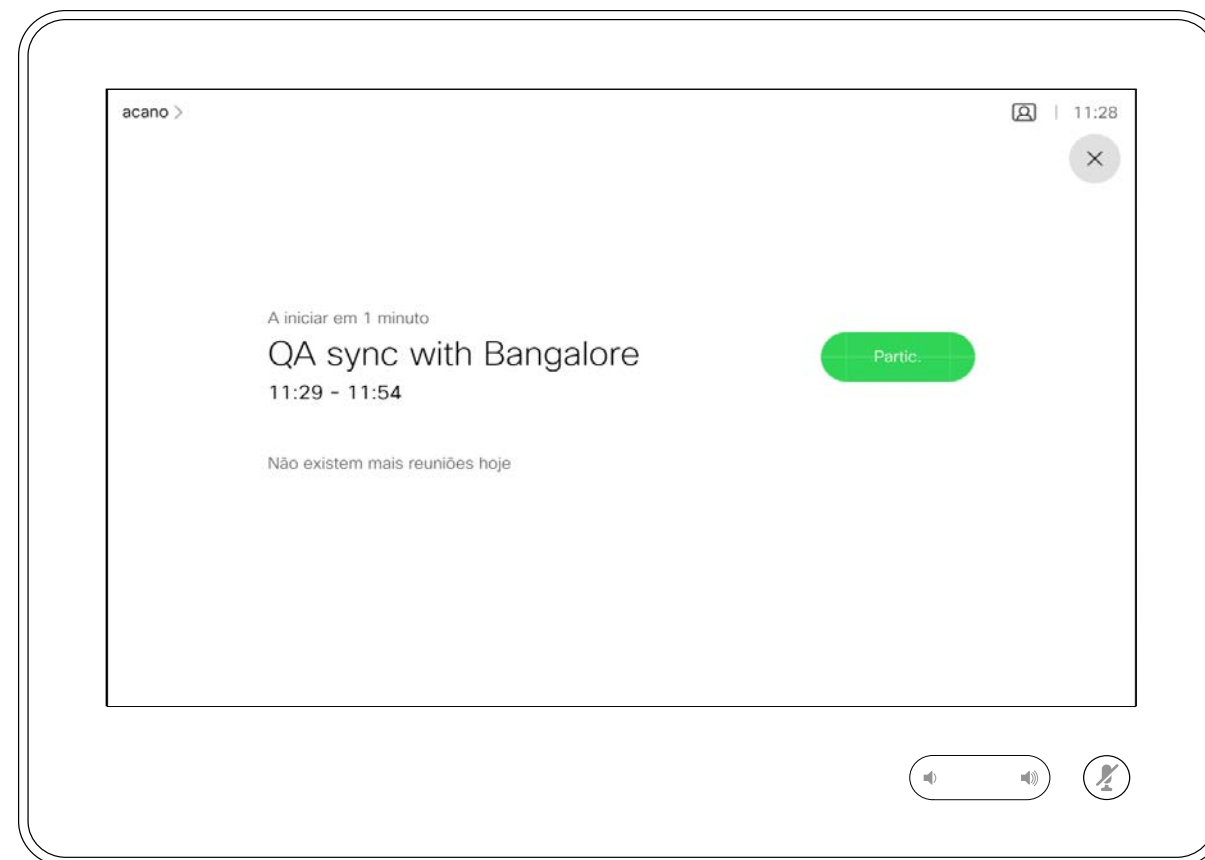 acano
11:28
A iniciar em 1 minuto
QA sync with Bangalore
11:29 - 11:54
Partic.
Não existem mais reuniões hoje